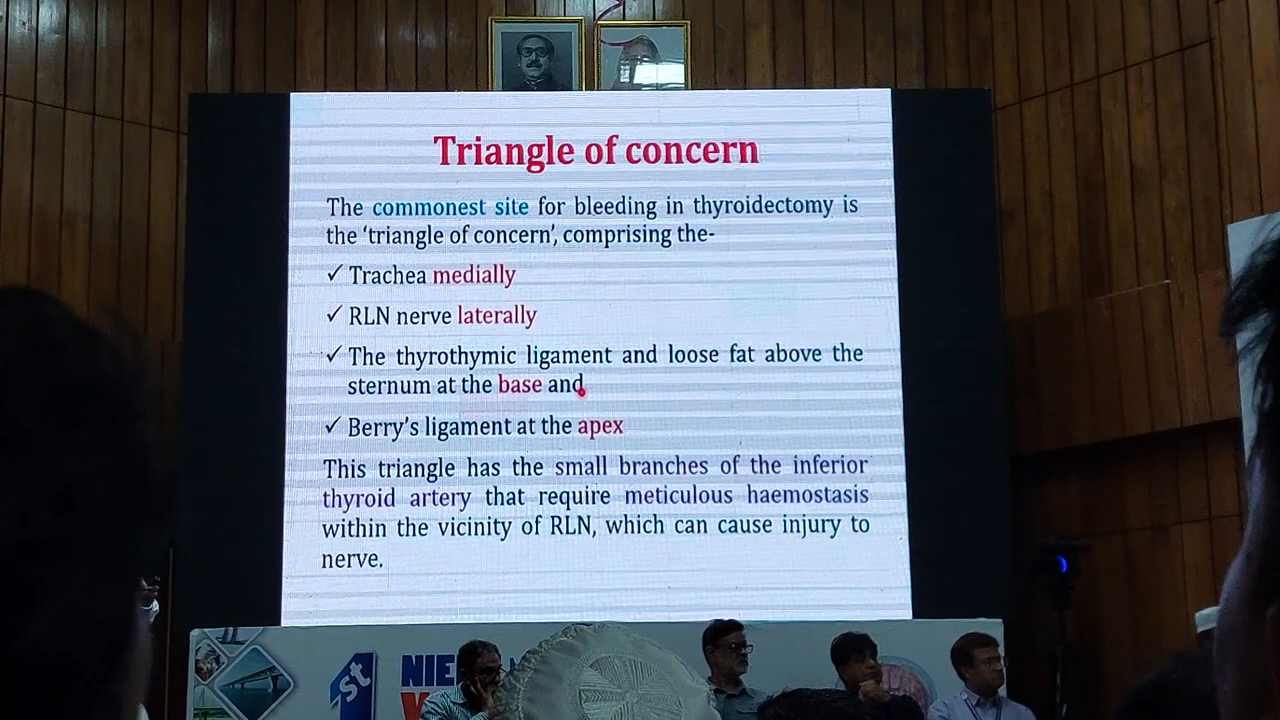 Triangle of concern
The commonest site for bleeding in thyroidectomy is
the ‘triangle of concern’, comprising the-
✓ Trachea medially
✓ RLN nerve laterally
✓ The thyrothymic ligament and loose fat above the
sternum at the base and
✓ Berry’s ligament at the apex
This triangle has the small branches of the inferior
thyroid artery that require meticulous haemostasis
within the vicinity of RLN, which can cause injury to
nerve.
1st